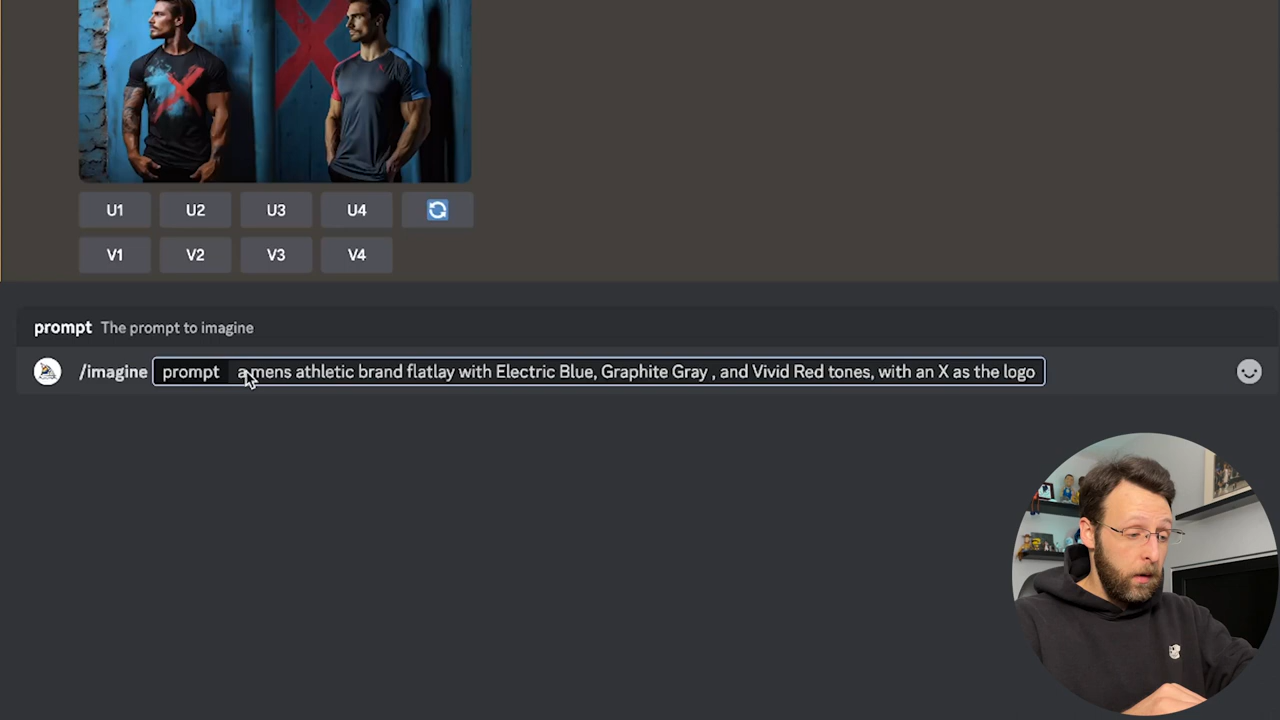 U1 U2 U3 U4
V1 V2 V3 V4
prompt The prompt to imagine
/imagine prompt a mens athletic brand flatlay with Electric Blue, Graphite Gray , and Vivid Red tones, with an X as the logo